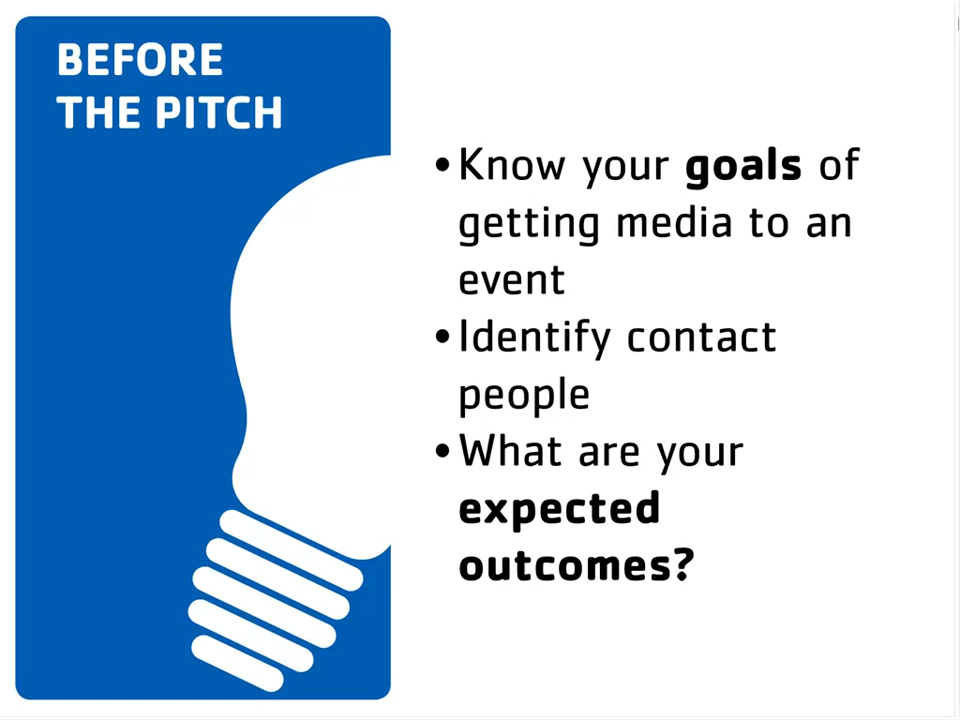 BEFORE
THE PITCH
•Know your goals of
getting media to an
event
•Identify contact
people
•What are your
expected
outcomes?